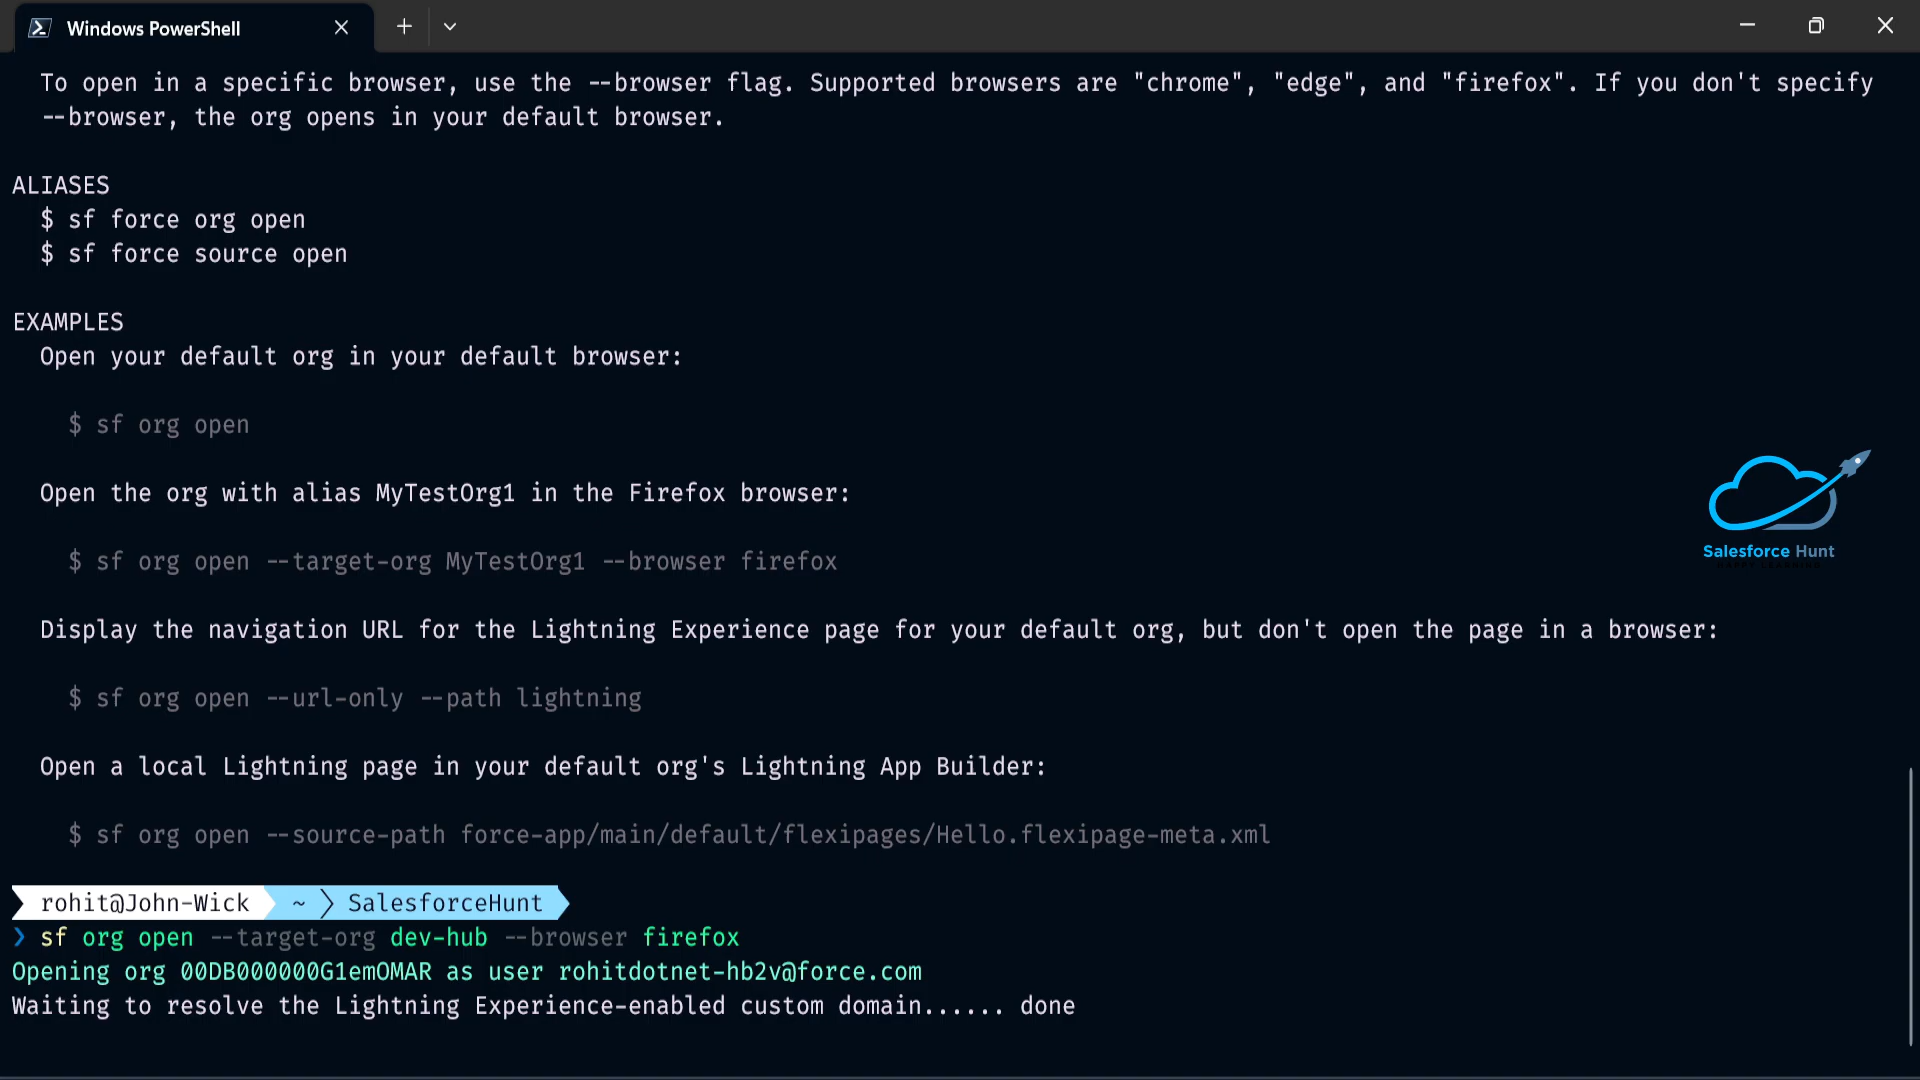 Windows PowerShell
To open in a specific browser, use the --browser flag. Supported browsers are "chrome", "edge", and "firefox". If you don't specify
--browser, the org opens in your default browser.
ALIASES
$ sf force org open
$ sf force source open
EXAMPLES
Open your default org in your default browser:
$ sf org open
Open the org with alias MyTestOrg1 in the Firefox browser:
$ sf org open --target-org MyTestOrg1 --browser firefox
Display the navigation URL for the Lightning Experience page for your default org, but don't open the page in a browser:
$ sf org open --url-only --path lightning
Open a local Lightning page in your default org's Lightning App Builder:
$ sf org open --source-path force-app/main/default/flexipages/Hello.flexipage-meta.xml
rohit@John-Wick ~ SalesforceHunt
❯ sf org open --target-org dev-hub --browser firefox
Opening org 00DB000000G1emOMAR as user rohitdotnet-hb2v@force.com
Waiting to resolve the Lightning Experience-enabled custom domain...... done
Salesforce Hunt
HAPPY LEARNING